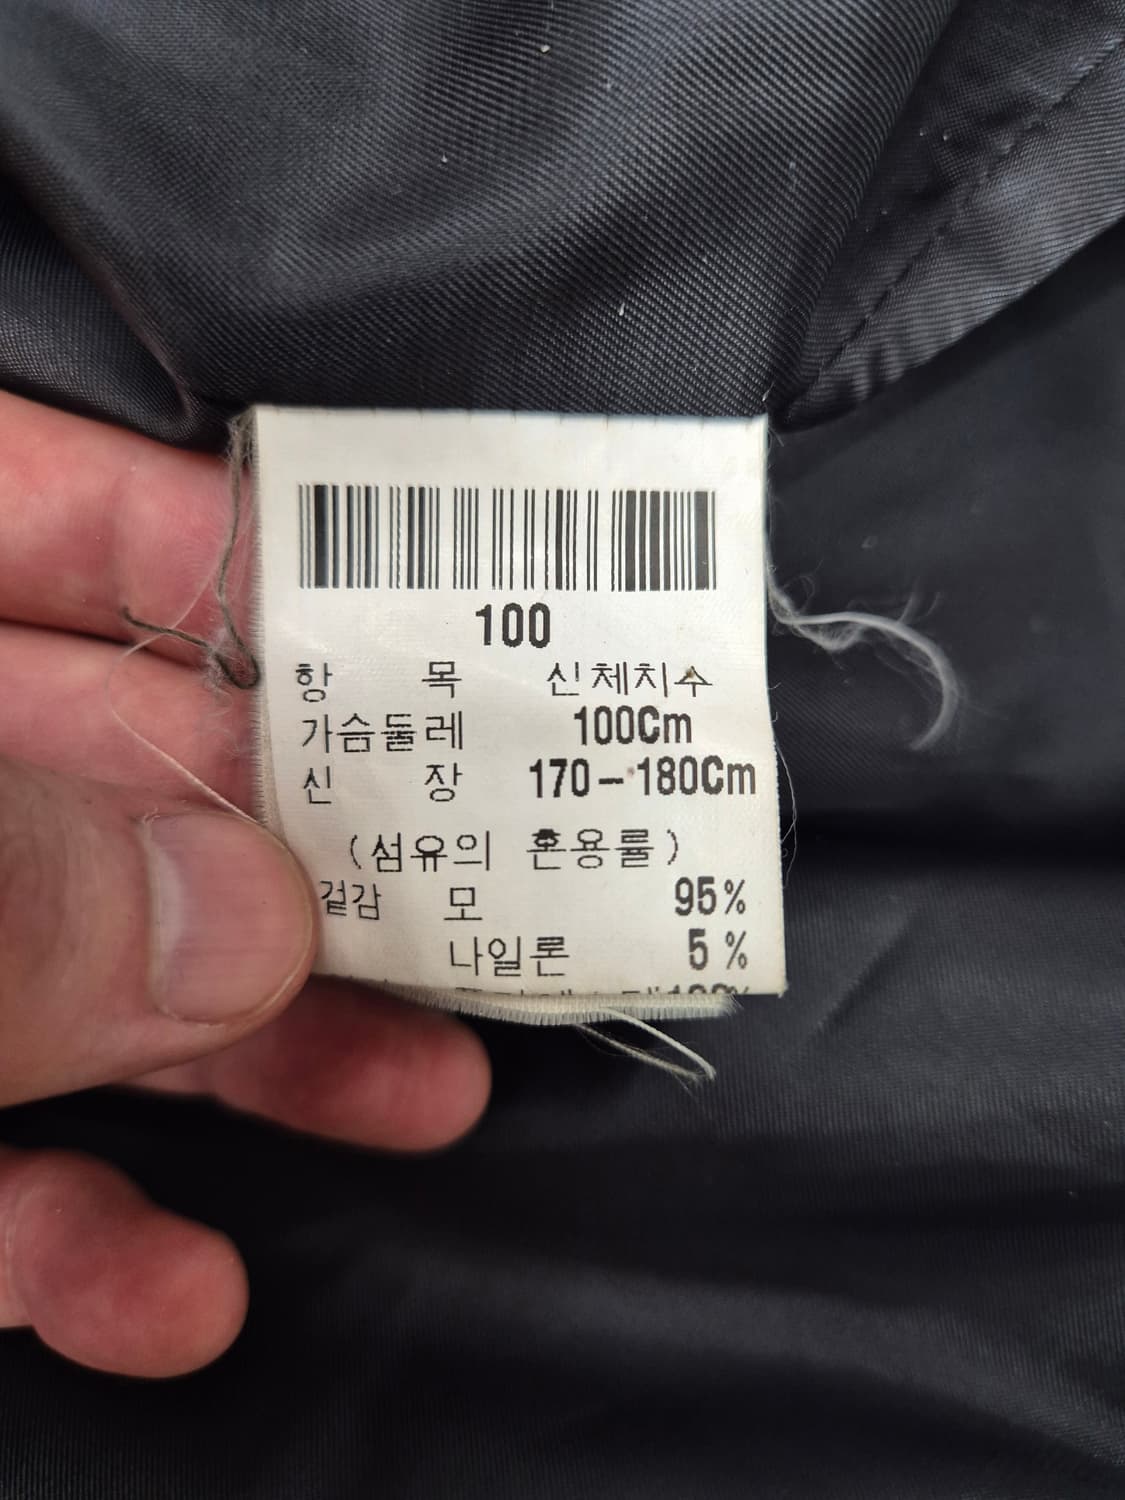 100
항 목 신체치수
가슴둘레 100Cm
신 장 170-180Cm
(섬유의 혼용률)
겉감 모 95%
나일론 5%